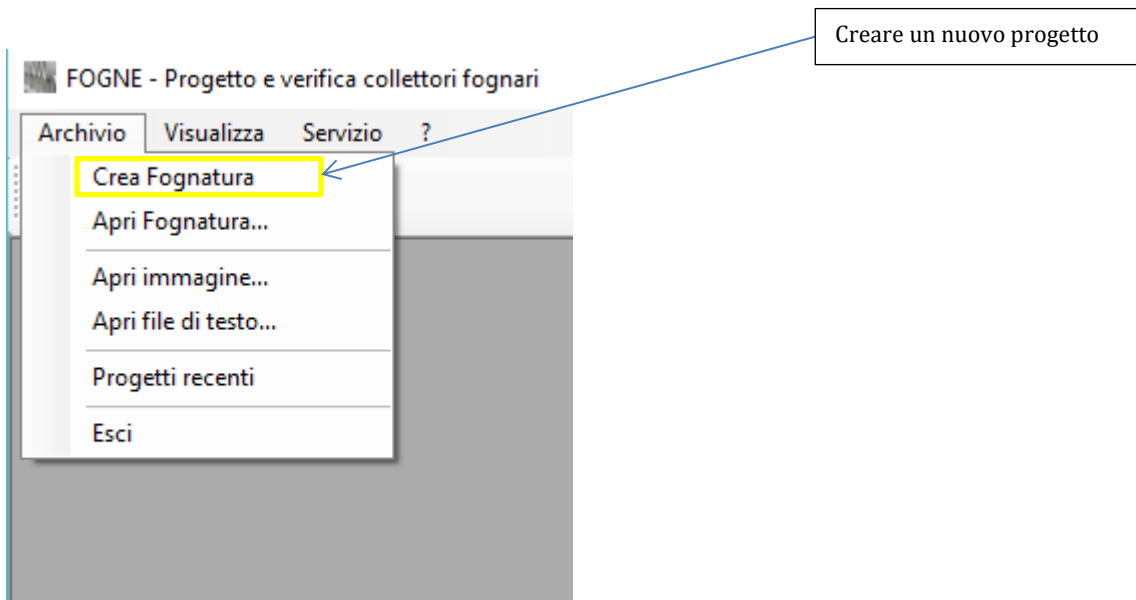 Creare un nuovo progetto
FOGNE - Progetto e verifica collettori fognari
Archivio Visualizza Servizio ?
Crea Fognatura
Apri Fognatura...
Apri immagine...
Apri file di testo...
Progetti recenti
Esci